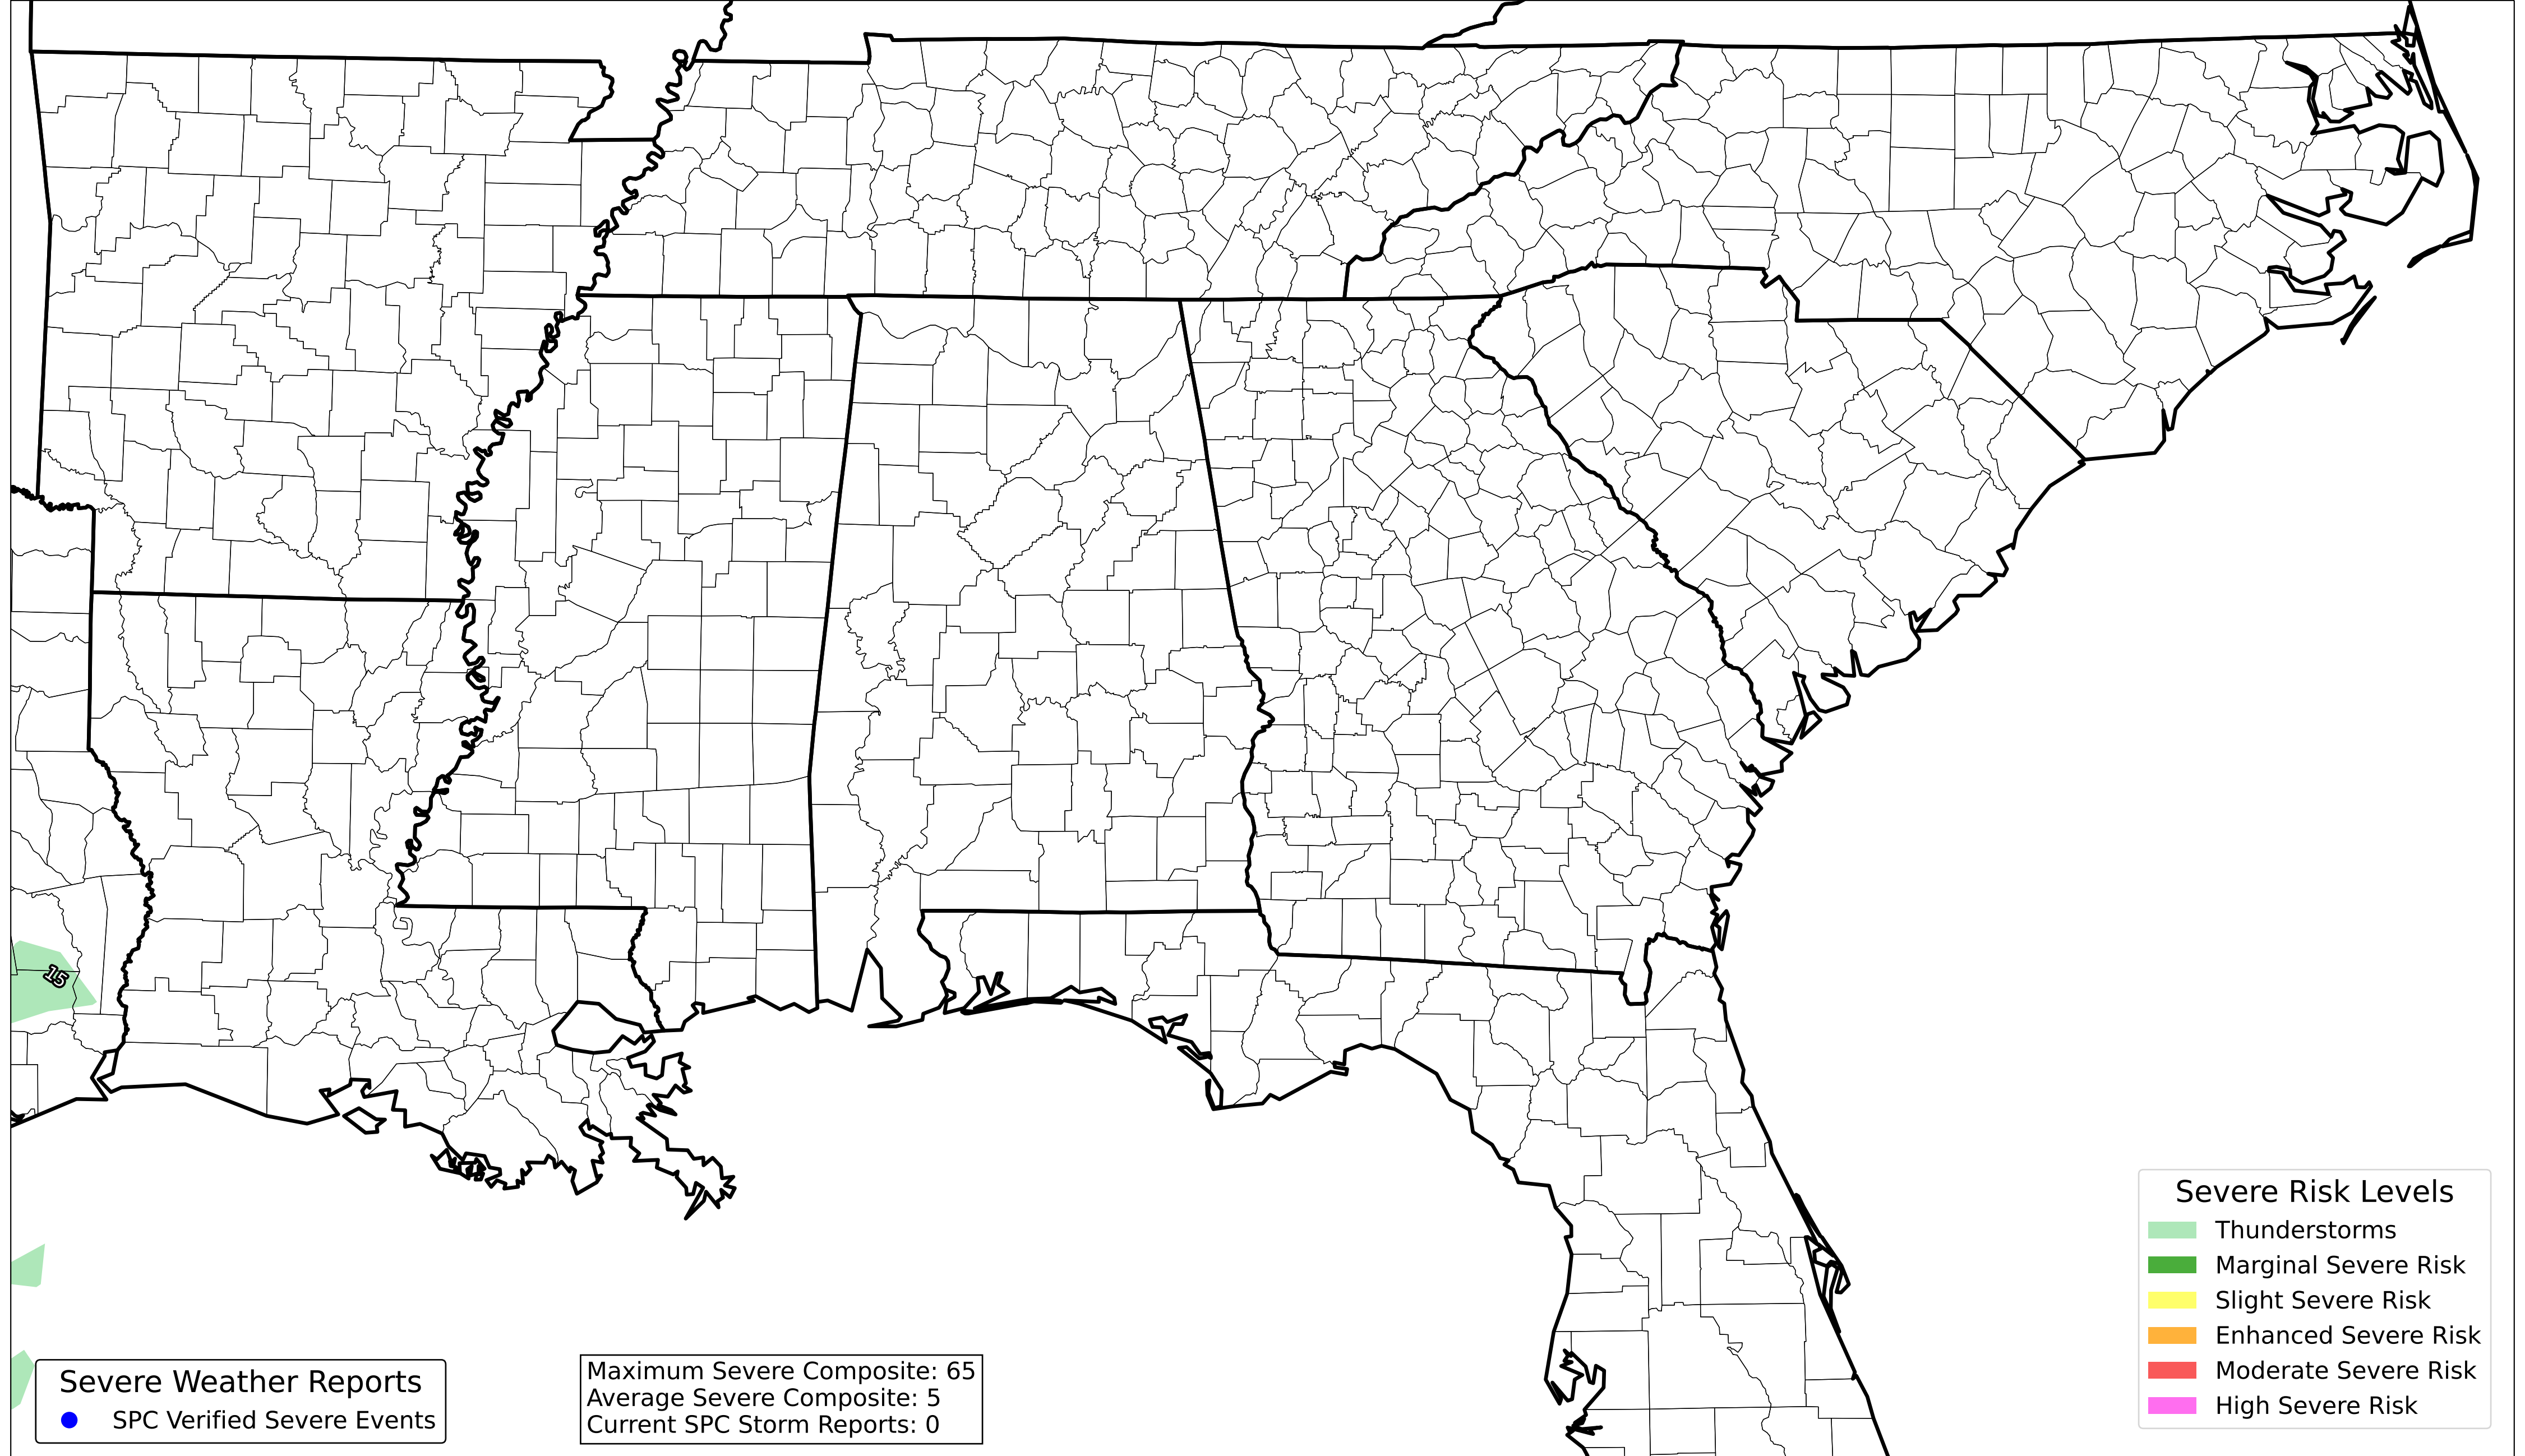 15
Severe Weather Reports
SPC Verified Severe Events
Maximum Severe Composite: 65
Average Severe Composite: 5
Current SPC Storm Reports: 0
Severe Risk Levels
Thunderstorms
Marginal Severe Risk
Slight Severe Risk
Enhanced Severe Risk
Moderate Severe Risk
High Severe Risk